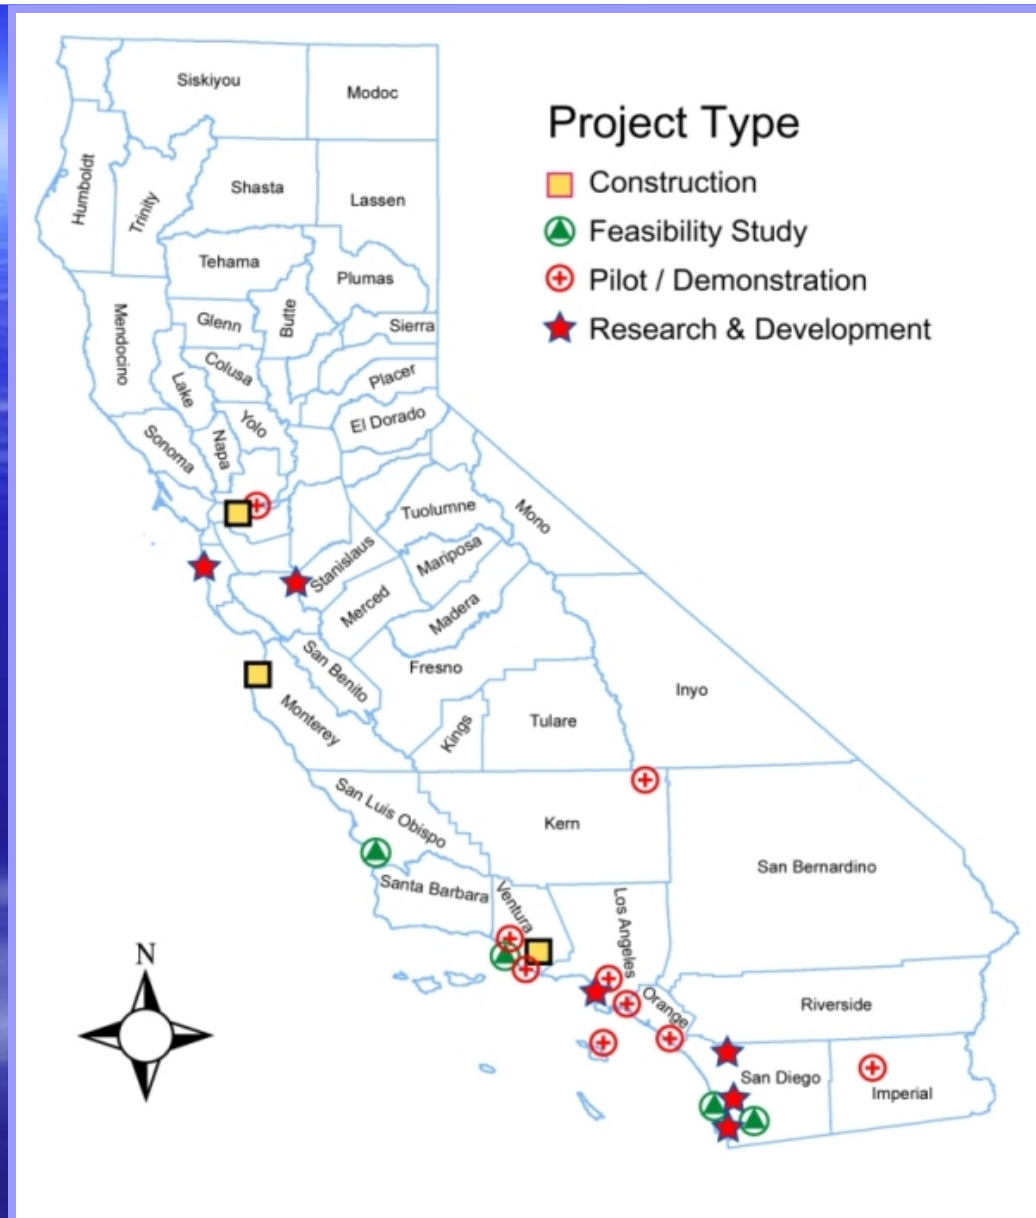 Project Type
Construction
Feasibility Study
Pilot / Demonstration
Research & Development
Siskiyou
Modoc
Humboldt
Trinity
Shasta
Lassen
Tehama
Plumas
Mendocino
Glenn
Butte
Sierra
Lake
Colusa
Placer
Sonoma
Napa
Yolo
El Dorado
Tuolumne
Mono
Stanislaus
Mariposa
Merced
Madera
San Benito
Fresno
Inyo
Monterey
Kings
Tulare
San Luis Obispo
Kern
San Bernardino
Santa Barbara
Ventura
Los Angeles
Orange
Riverside
San Diego
Imperial
N